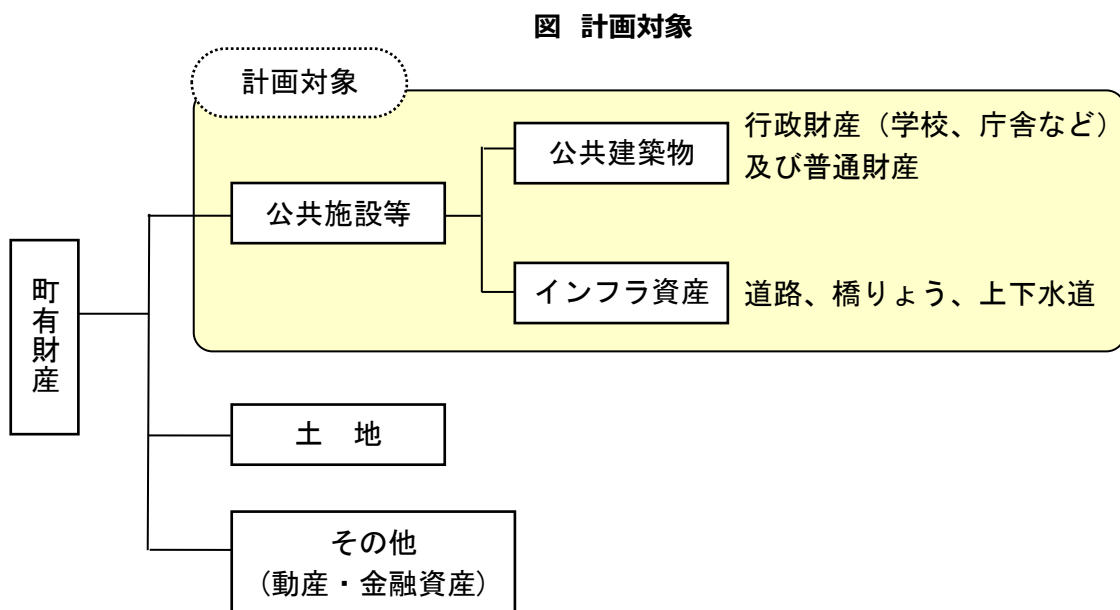 図 計画対象
計画対象
公共建築物
行政財産（学校、庁舎など）
及び普通財産
公共施設等
町有財産
インフラ資産
道路、橋りょう、上下水道
土　地
その他
(動産・金融資産)